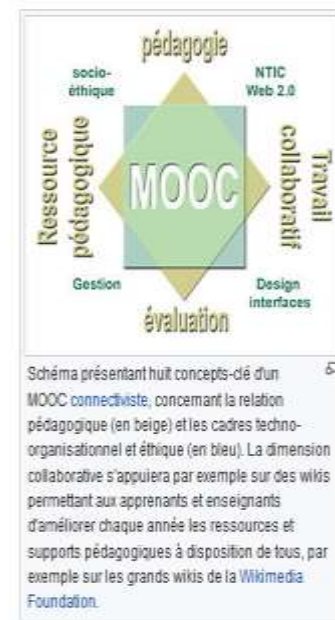 pédagogie
socio-
éthique
NTIC
Web 2.0
Ressource
pédagogique
MOOC
Travail
collaboratif
Gestion
Design
interfaces
évaluation
Schéma présentant huit concepts-clé d'un
MOOC connectiviste, concernant la relation
pédagogique (en beige) et les cadres techno-
organisationnel et éthique (en bleu). La dimension
collaborative s'appuiera par exemple sur des wikis
permettant aux apprenants et enseignants
d'améliorer chaque année les ressources et
supports pédagogiques à disposition de tous, par
exemple sur les grands wikis de la Wikimedia
Foundation.